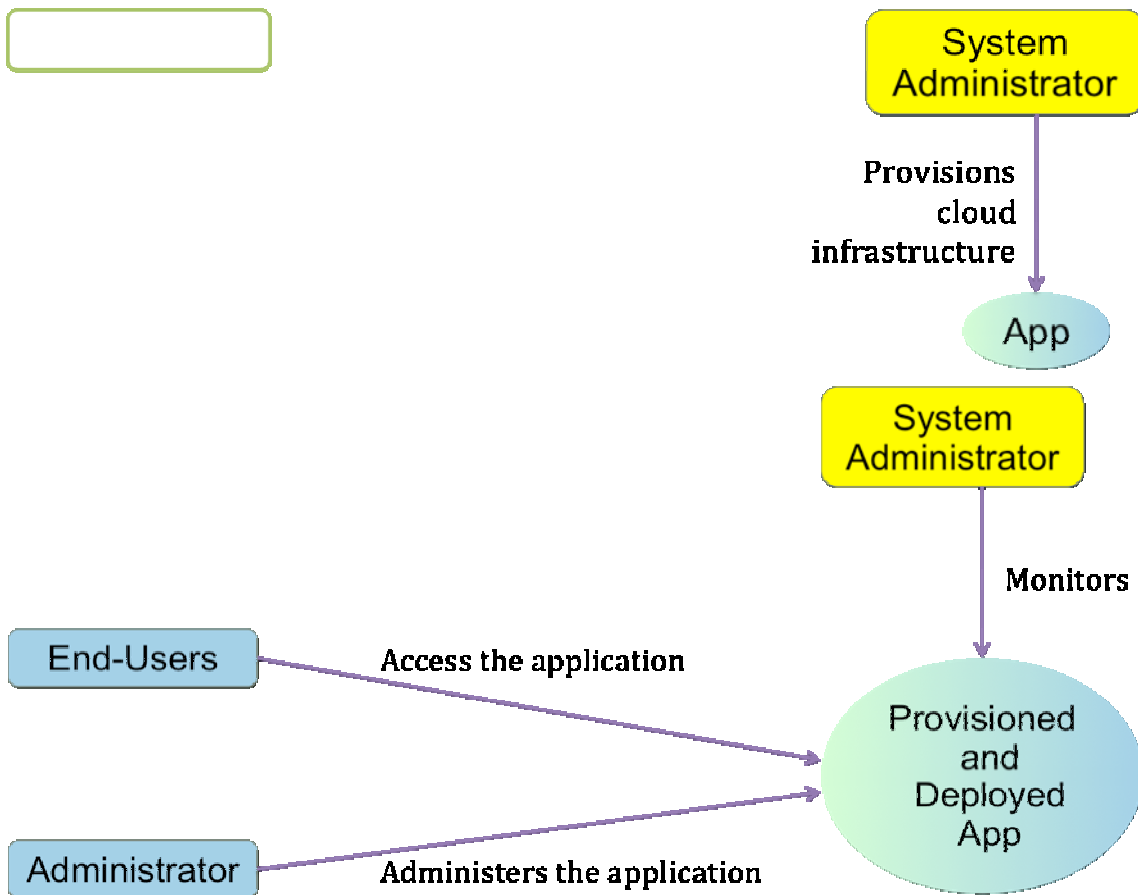 System
Administrator
Provisions
cloud
infrastructure
App
System
Administrator
Monitors
End-Users
Access the application
Provisioned
and
Deployed
App
Administrator
Administers the application